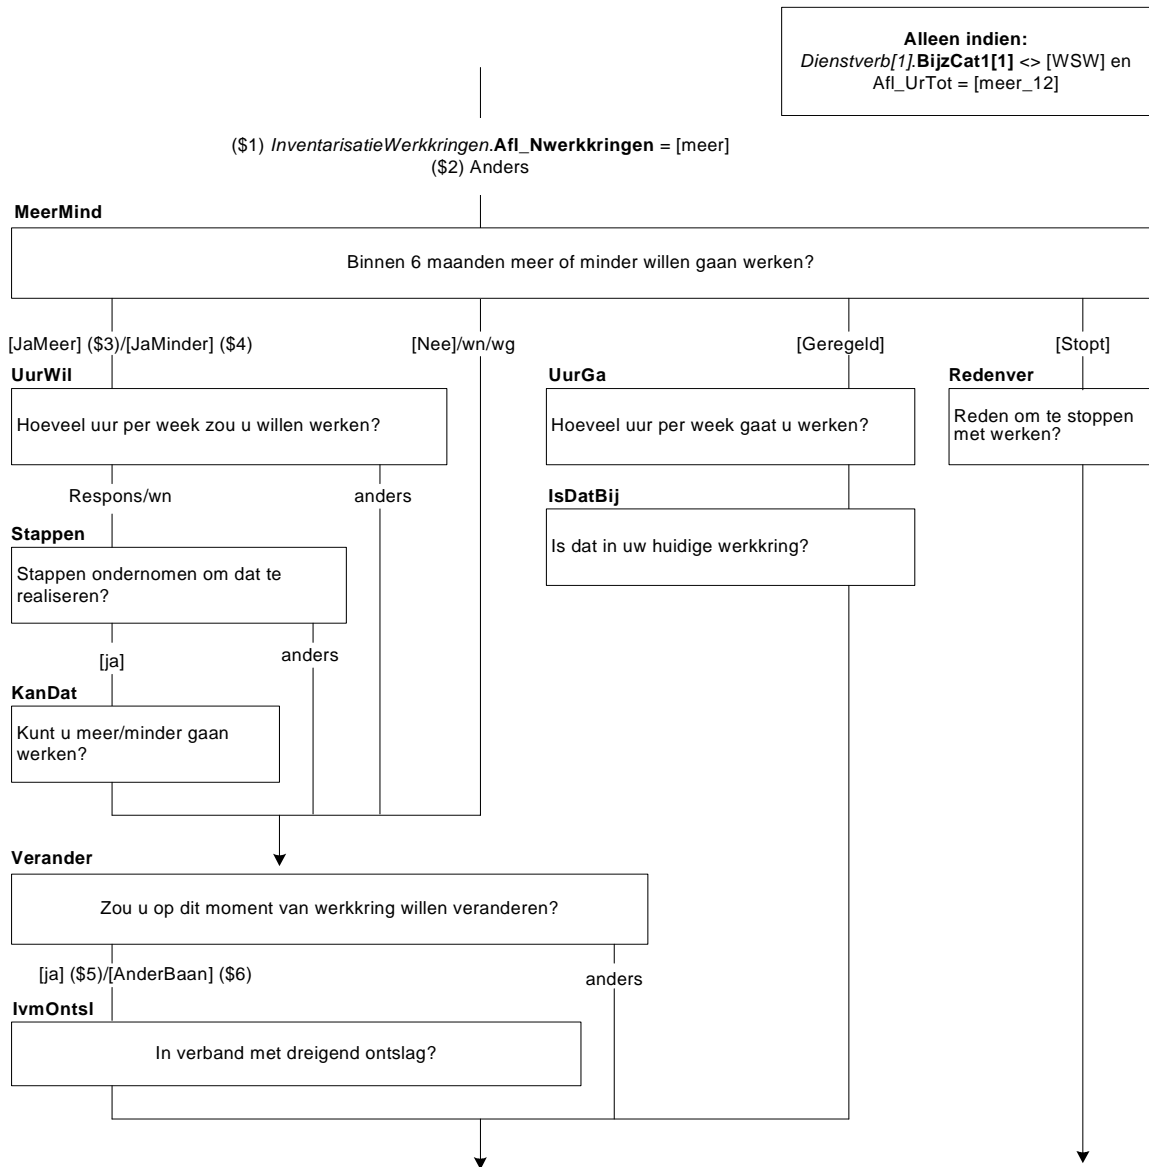 Alleen indien:
Dienstverb[1].BijzCat1[1] <> [WSW] en
Afl_UrTot = [meer_12]
($1) InventarisatieWerkkringen.Afl_Nwerkkringen = [meer]
($2) Anders
MeerMind
Binnen 6 maanden meer of minder willen gaan werken?
[JaMeer] ($3)/[JaMinder] ($4)
[Nee]/wn/wg
[Geregeld]
[Stopt]
UurWil
Hoeveel uur per week zou u willen werken?
UurGa
Hoeveel uur per week gaat u werken?
Redenver
Reden om te stoppen
met werken?
Respons/wn
anders
IsDatBij
Is dat in uw huidige werkkring?
Stappen
Stappen ondernomen om dat te
realiseren?
[ja]
anders
KanDat
Kunt u meer/minder gaan
werken?
Verander
Zou u op dit moment van werkkring willen veranderen?
[ja] ($5)/[AnderBaan] ($6)
anders
IvmOntsl
In verband met dreigend ontslag?